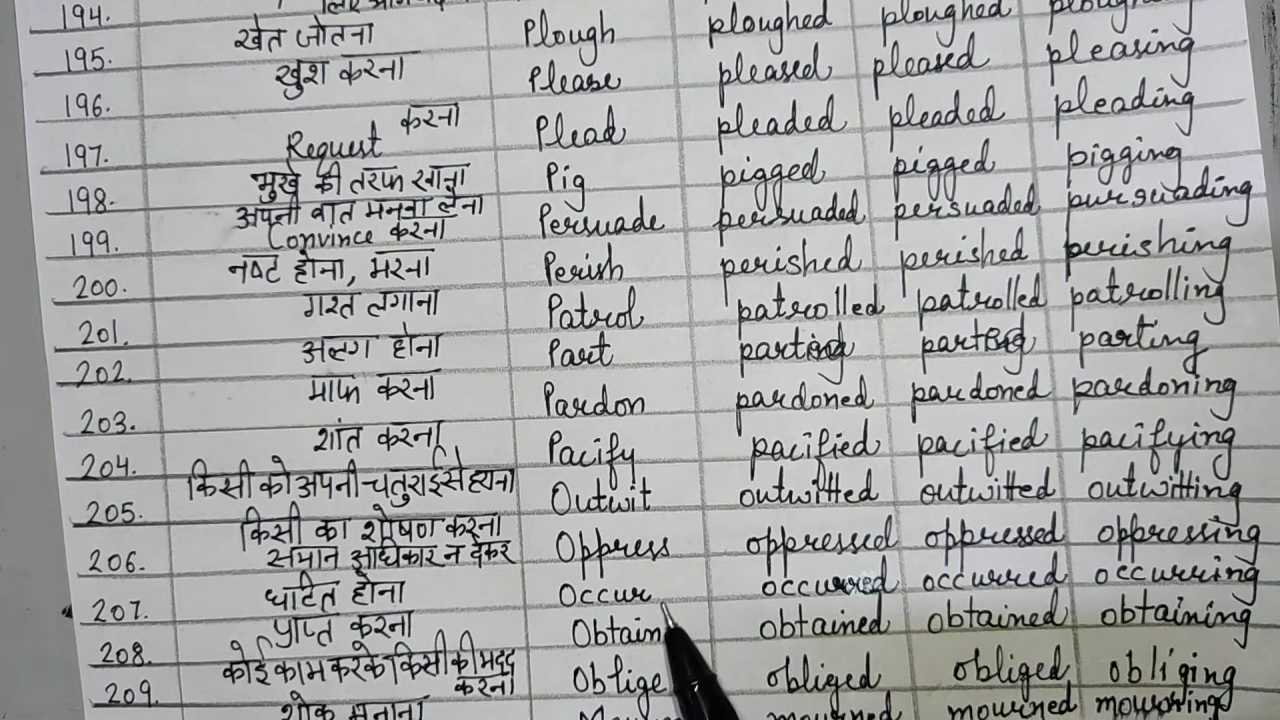 194.
खेत जोतना Plough ploughed ploughed
195. खुश करना Please pleased pleased pleasing
196. करना
Request Plead pleaded pleaded pleading
197. मुर्ख की तरफ खाना Pig pigged pigged pigging
198. अपनी बात मनवा लेना
Convince करना Persuade persuaded persuaded pursuading
199. नष्ट होना, मरना Perish perished perished perishing
200. गश्त लगाना Patrol patrolled patrolled patrolling
201. अलग होना Part parted parted parting
202. माफ करना Pardon pardoned pardoned pardoning
203. शांत करना Pacify pacified pacified pacifying
204. किसी को अपनी चतुराई से हराना Outwit outwitted outwitted outwitting
205. किसी का शोषण करना
समान अधिकार न देकर Oppress oppressed oppressed oppressing
206. घटित होना Occur occurred occurred occurring
207. प्राप्त करना Obtain obtained obtained obtaining
208. कोई काम करके किसी की मदद
करना Oblige obliged obliged obliging
209. शोक मनाना mourned mourned mourning